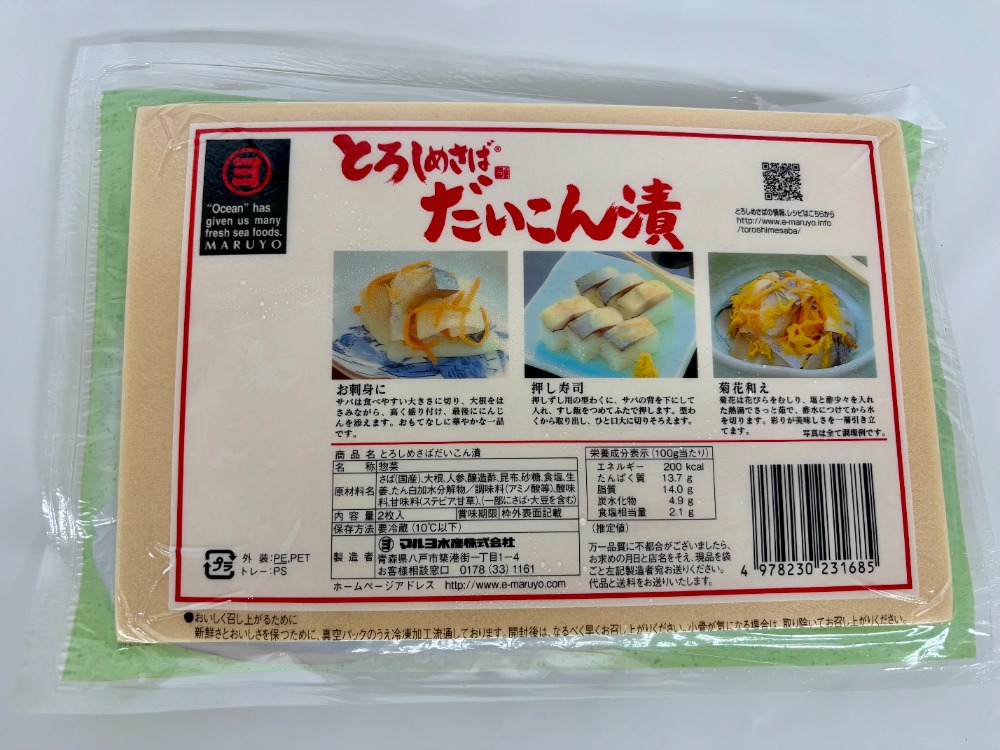 ヨ
"Ocean" has
given us many
fresh sea foods.
MARUYO
とろしめさば®
だいこん漬
とろしめさばの情報、レシピはこちらから
http://www.e-maruyo.info
/toroshimesaba/
お刺身に
サバは食べやすい大きさに切り、大根をは
さみながら、高く盛り付け、最後ににんじ
んを添えます。おもてなしに華やかな一品
です。
押し寿司
押しずし用の型わくに、サバの背を下にして
入れ、すし飯をつめてふたで押します。型わ
くから取り出し、ひと口大に切りそろえます。
菊花和え
菊花は花びらをむしり、塩と酢少々を入れ
た熱湯でさっと茹で、酢水につけてから水
を切ります。彩りが美味しさを一層引き立
てます。
写真は全て調理例です。
商品名 とろしめさばだいこん漬
名称 惣菜
原材料名 さば(国産)、大根、人参、醸造酢、昆布、砂糖、食塩、生
姜、たん白加水分解物／調味料(アミノ酸等)、酸味
料、甘味料(ステビア、甘草)、(一部にさば・大豆を含む)
内容量 2枚入 賞味期限 枠外表面記載
保存方法 要冷蔵(10℃以下)
製造者 ヨ マルヨ水産株式会社
青森県八戸市築港街一丁目1−4
お客様相談窓口 0178(33)1161
ホームページアドレス http://www.e-maruyo.com
栄養成分表示(100g当たり)
エネルギー 200 kcal
たんぱく質 13.7 g
脂質 14.0 g
炭水化物 4.9 g
食塩相当量 2.1 g
(推定値)
万一品質に不都合がございましたら、
お求めの月日と店名をそえ、現品を袋
ごと左記製造者宛お送りください。
代品と送料をお送りいたします。
4 978230 231685
プラ
外装:PE,PET
トレー:PS
●おいしく召し上がるために
新鮮さとおいしさを保つために、真空パックのうえ冷凍加工流通しております。開封後は、なるべく早くお召し上がりください。小骨が気になる場合は、取り除いてお召し上がりください。